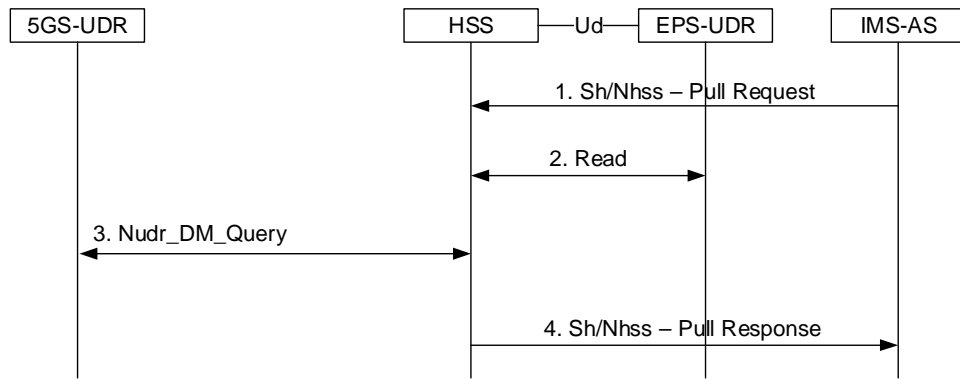 5GS-UDR
HSS
Ud
EPS-UDR
IMS-AS
1. Sh/Nhss – Pull Request
2. Read
3. Nudr_DM_Query
4. Sh/Nhss – Pull Response